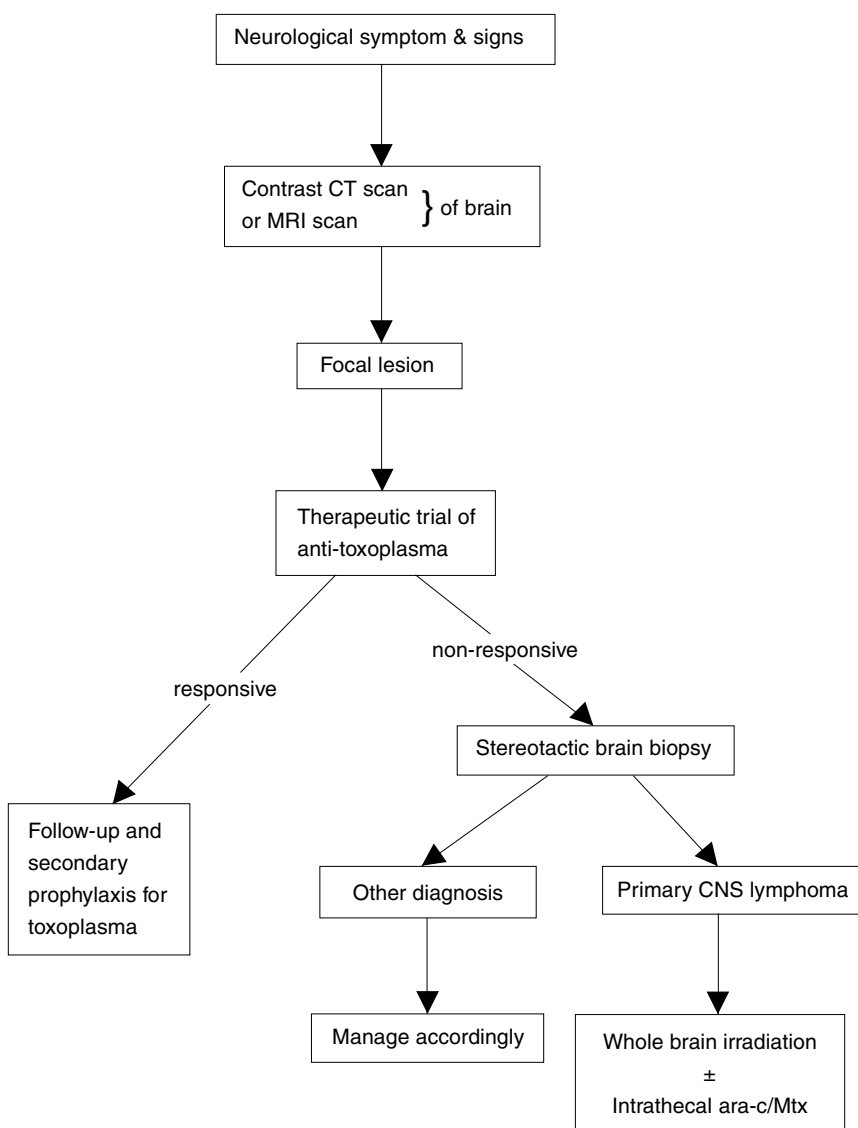 Neurological symptom & signs
Contrast CT scan
or MRI scan
} of brain
Focal lesion
Therapeutic trial of
anti-toxoplasma
responsive
non-responsive
Follow-up and
secondary
prophylaxis for
toxoplasma
Stereotactic brain biopsy
Other diagnosis
Primary CNS lymphoma
Manage accordingly
Whole brain irradiation
±
Intrathecal ara-c/Mtx